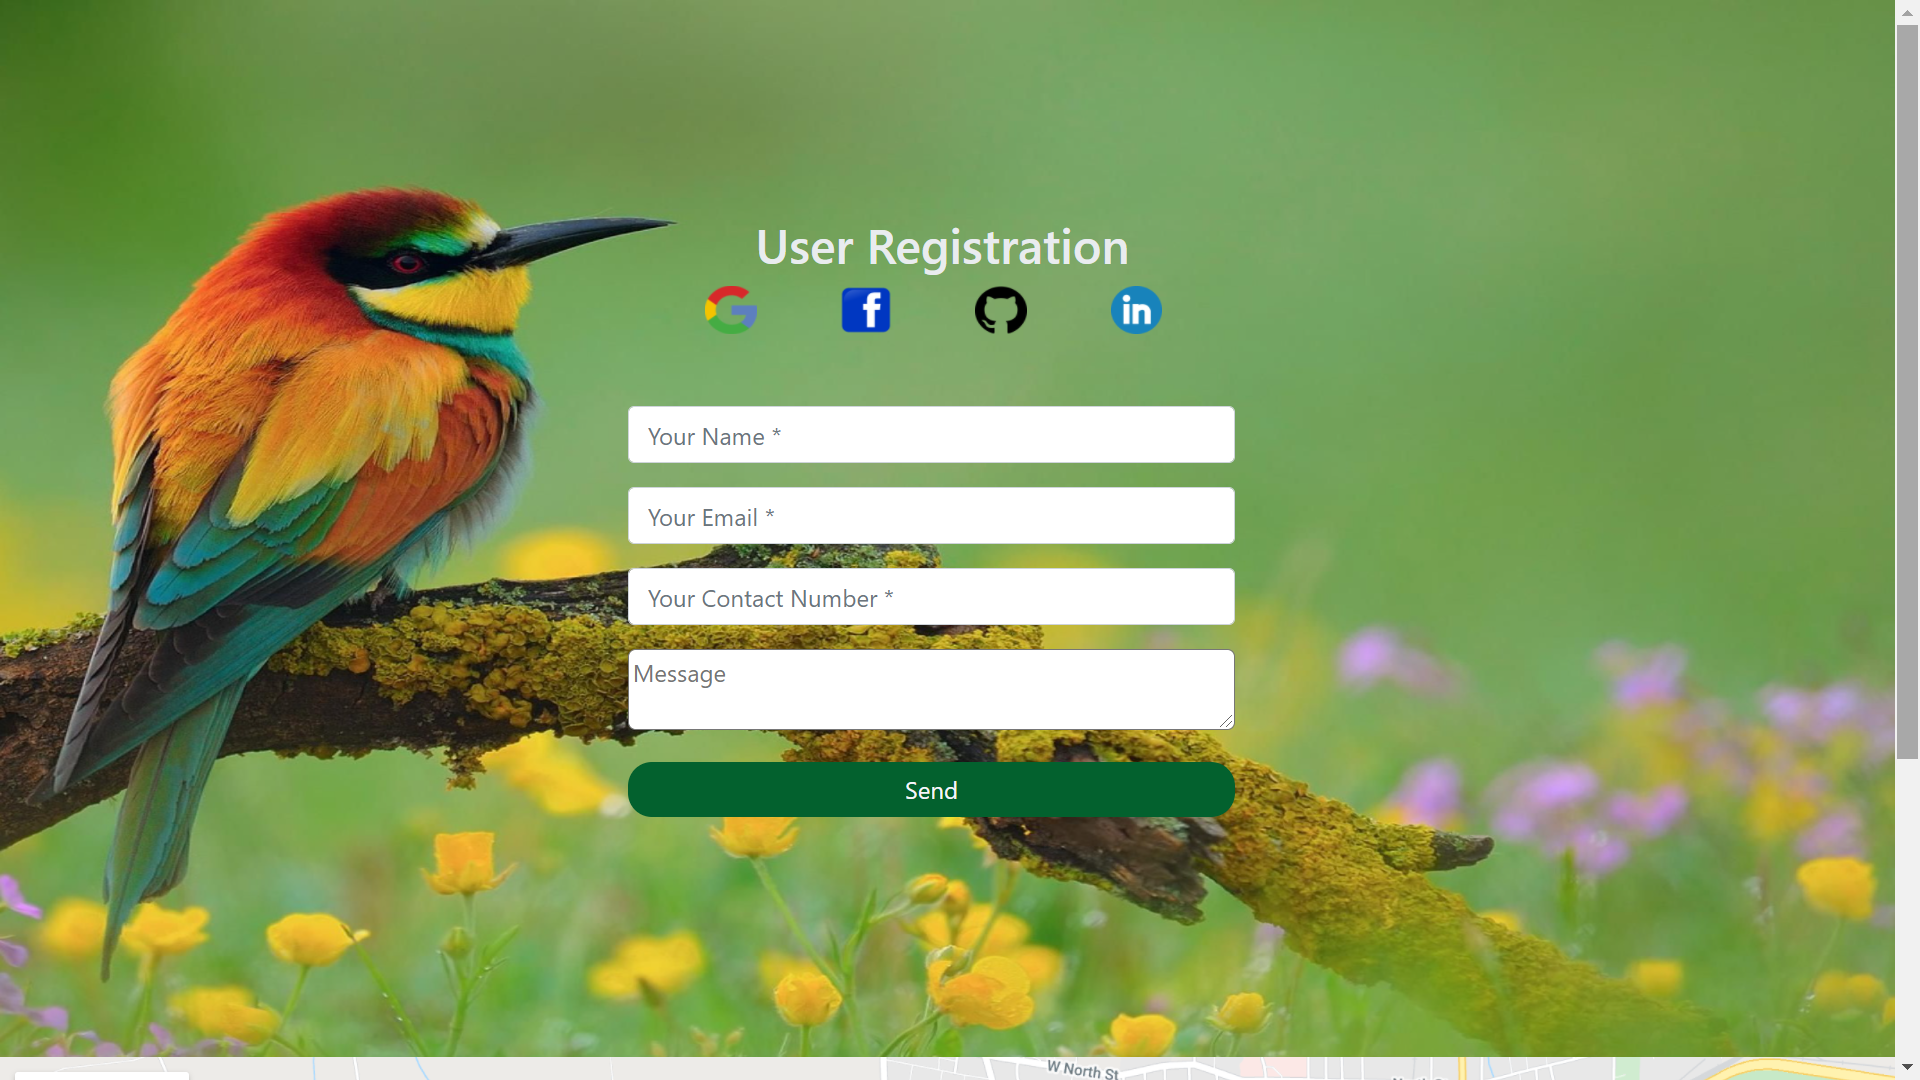 User Registration
Your Name *
Your Email *
Your Contact Number *
Message
Send
W North St